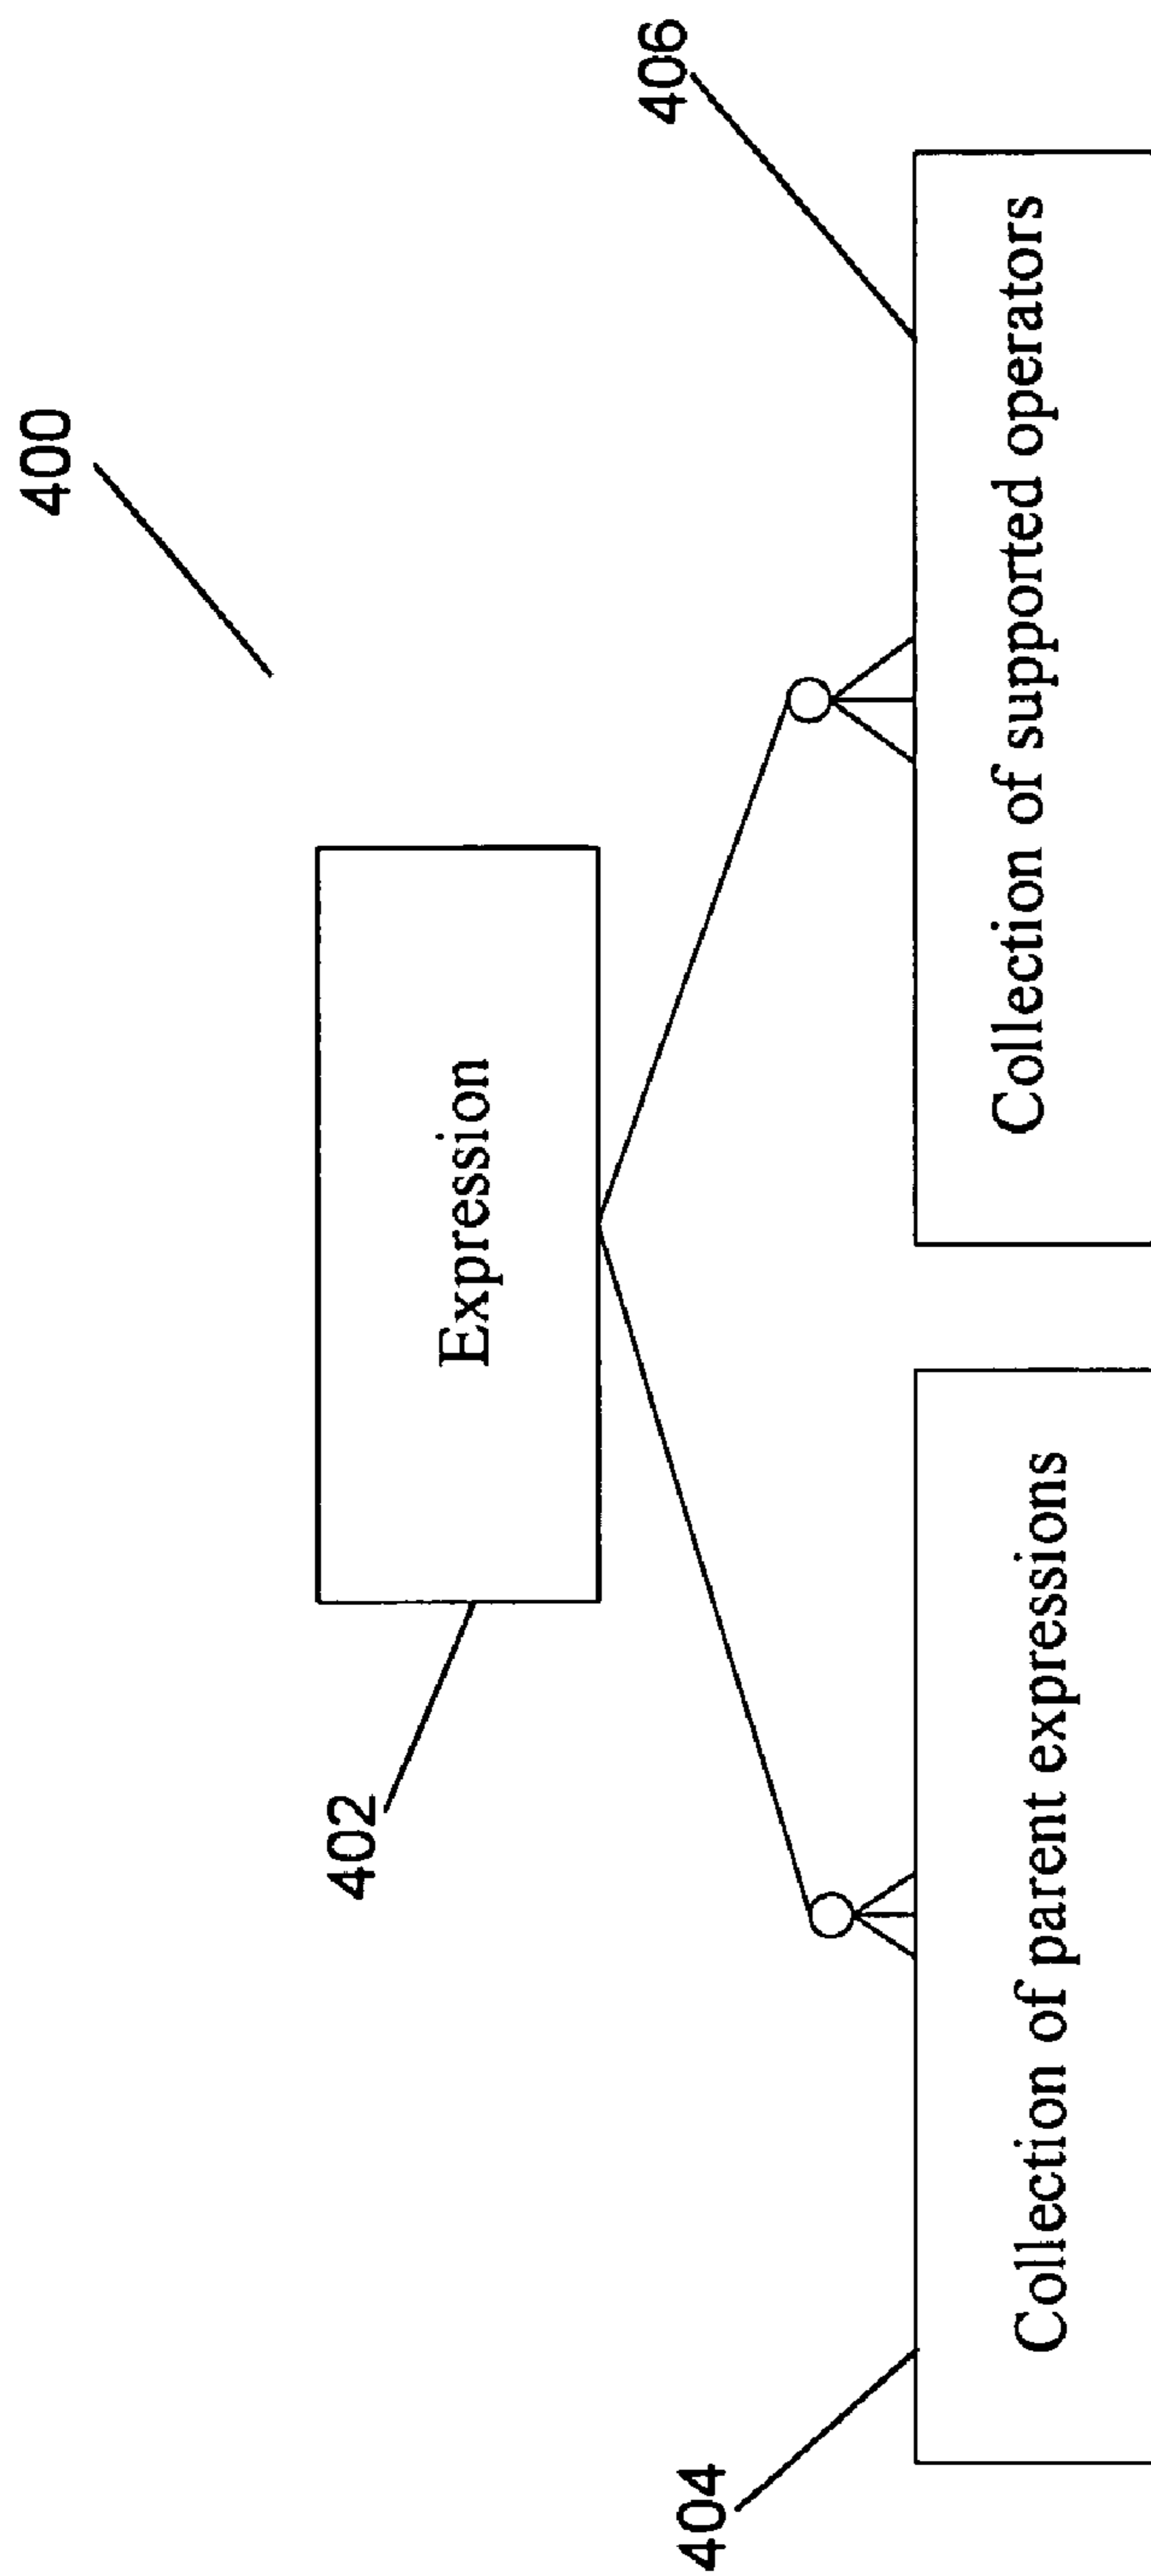 400
402
Expression
406
404
Collection of parent expressions
Collection of supported operators